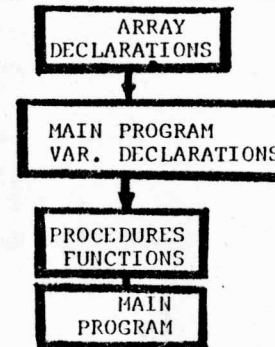 ARRAY
DECLARATIONS
MAIN PROGRAM
VAR. DECLARATIONS
PROCEDURES
FUNCTIONS
MAIN
PROGRAM